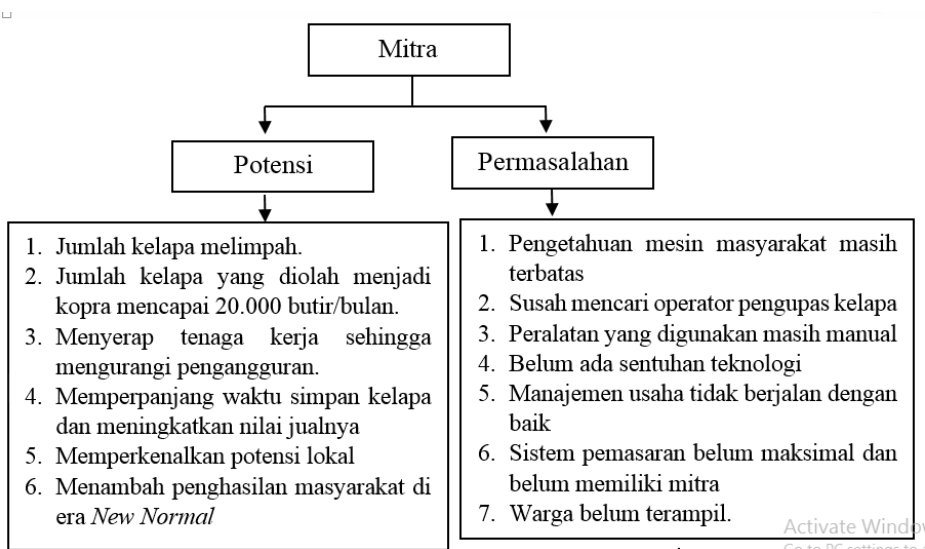 Mitra
Potensi
Permasalahan
1. Jumlah kelapa melimpah.
2. Jumlah kelapa yang diolah menjadi
kopra mencapai 20.000 butir/bulan.
3. Menyerap tenaga kerja sehingga
mengurangi pengangguran.
4. Memperpanjang waktu simpan kelapa
dan meningkatkan nilai jualnya
5. Memperkenalkan potensi lokal
6. Menambah penghasilan masyarakat di
era New Normal
1. Pengetahuan mesin masyarakat masih
terbatas
2. Susah mencari operator pengupas kelapa
3. Peralatan yang digunakan masih manual
4. Belum ada sentuhan teknologi
5. Manajemen usaha tidak berjalan dengan
baik
6. Sistem pemasaran belum maksimal dan
belum memiliki mitra
7. Warga belum terampil.
Activate Window